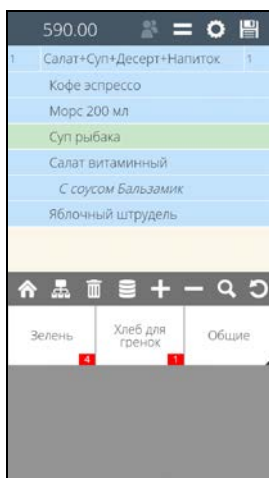 590.00
1 Салат+Суп+Десерт+Напиток 1
Кофе эспрессо
Морс 200 мл
Суп рыбака
Салат витаминный
С соусом Бальзамик
Яблочный штрудель
Зелень
4
Хлеб для
гренок
1
Общие